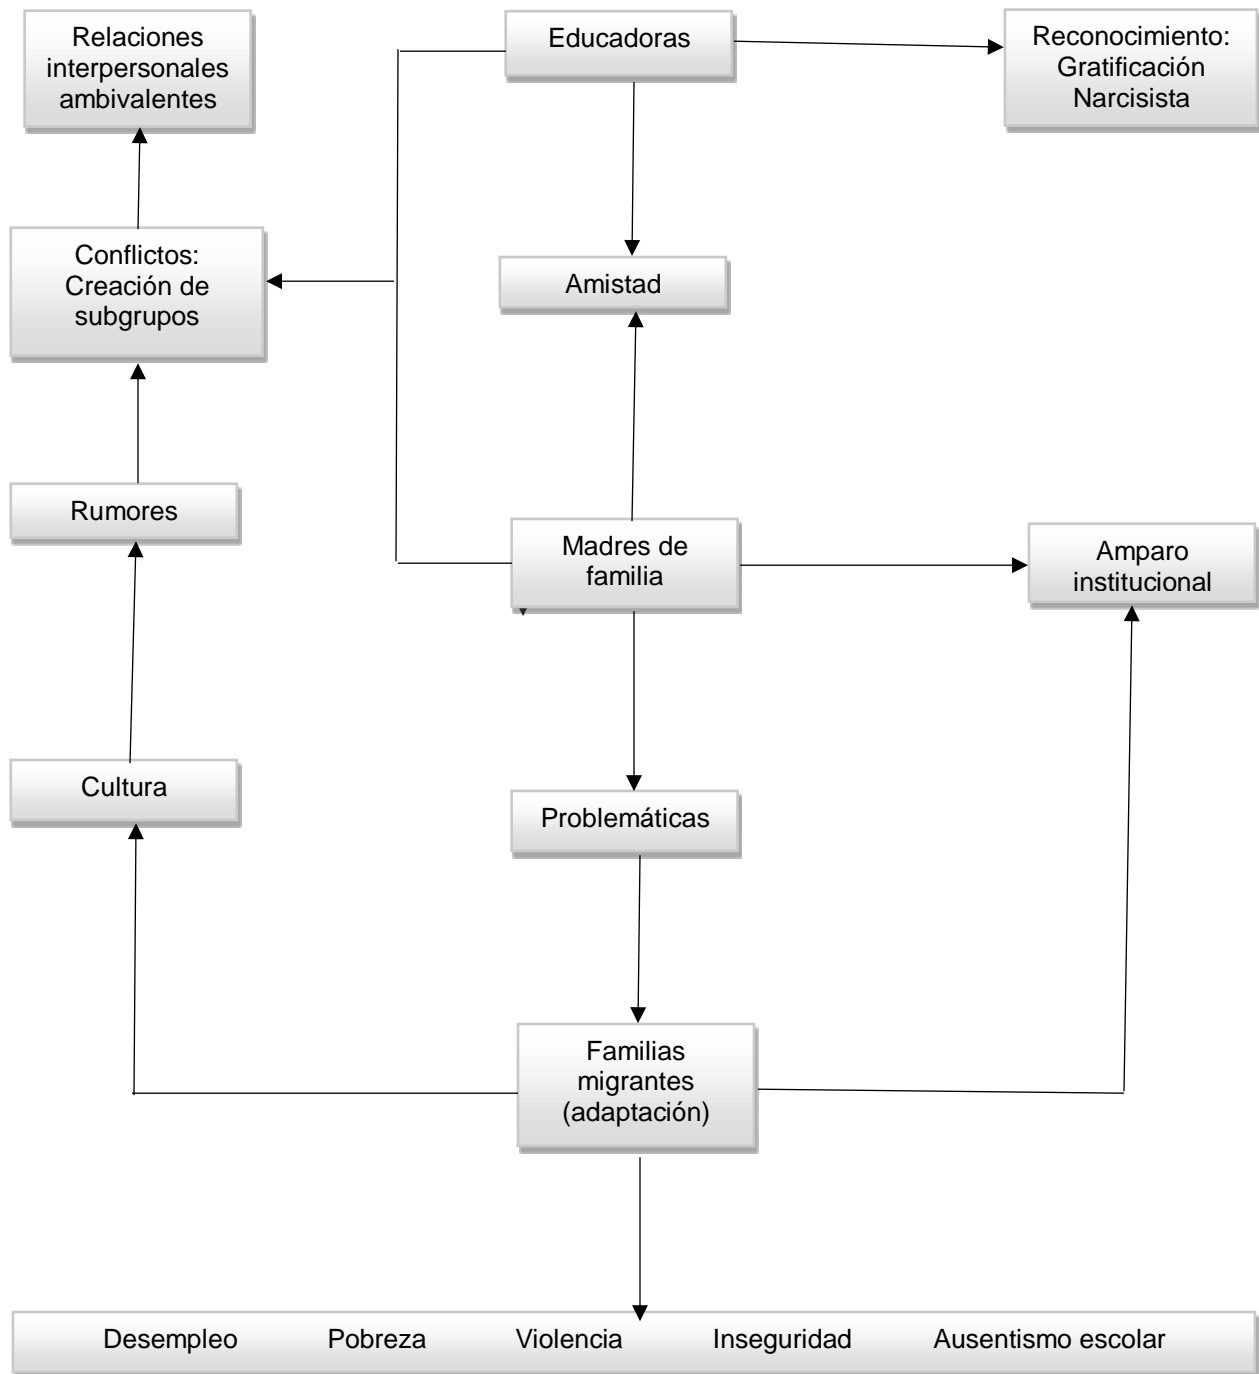 Relaciones
interpersonales
ambivalentes
Educadoras
Reconocimiento:
Gratificación
Narcisista
Conflictos:
Creación de
subgrupos
Amistad
Rumores
Madres de
familia
Amparo
institucional
Cultura
Problemáticas
Familias
migrantes
(adaptación)
Desempleo Pobreza Violencia Inseguridad Ausentismo escolar